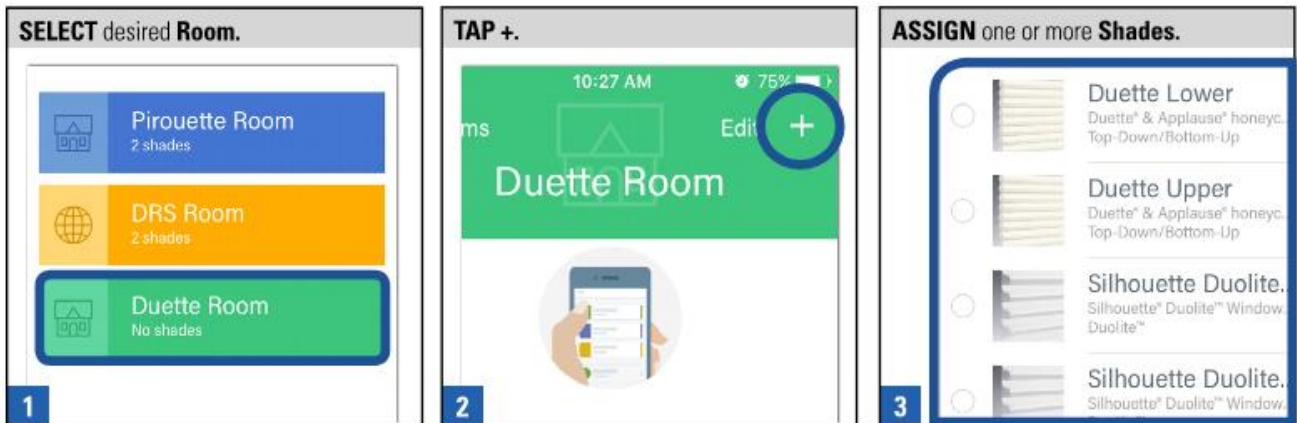 SELECT desired Room.
Pirouette Room
2 shades
DRS Room
2 shades
Duette Room
No shades
1
TAP +.
10:27 AM
75%
ms
Edit
+
Duette Room
2
ASSIGN one or more Shades.
Duette Lower
Duette® & Applause® honeyc..
Top-Down/Bottom-Up
Duette Upper
Duette® & Applause® honeyc..
Top-Down/Bottom-Up
Silhouette Duolite..
Silhouette® Duolite™ Window..
Duolite™
Silhouette Duolite..
Silhouette® Duolite™ Window..
3